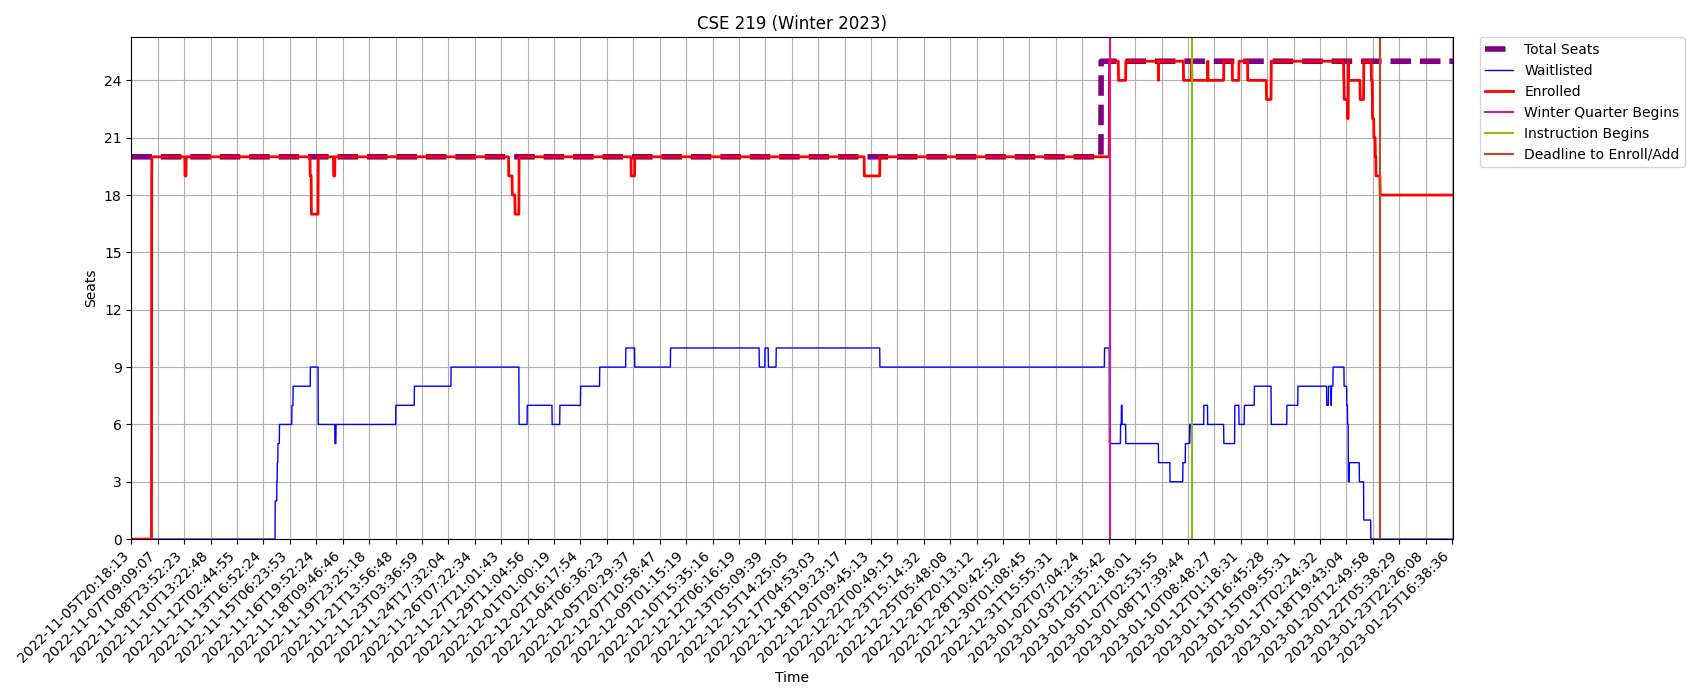 CSE 219 (Winter 2023)
Total Seats
Waitlisted
Enrolled
Winter Quarter Begins
Instruction Begins
Deadline to Enroll/Add
Seats
24
21
18
15
12
9
6
3
0
2022-11-05T20:18:13
2022-11-07T09:09:07
2022-11-08T23:52:23
2022-11-10T13:22:48
2022-11-12T02:44:55
2022-11-13T16:52:24
2022-11-15T06:23:53
2022-11-16T19:52:24
2022-11-18T09:46:46
2022-11-19T23:25:18
2022-11-21T13:56:48
2022-11-23T03:36:59
2022-11-24T17:32:04
2022-11-26T07:22:34
2022-11-27T21:01:43
2022-11-29T11:04:56
2022-12-01T01:00:19
2022-12-02T16:17:54
2022-12-04T06:36:23
2022-12-05T20:29:37
2022-12-07T10:58:47
2022-12-09T01:15:19
2022-12-10T15:35:16
2022-12-12T06:16:19
2022-12-13T05:09:39
2022-12-15T14:25:05
2022-12-17T04:53:03
2022-12-18T19:23:17
2022-12-20T09:45:13
2022-12-22T00:49:15
2022-12-23T15:14:32
2022-12-25T05:48:08
2022-12-26T20:13:12
2022-12-28T10:42:52
2022-12-30T01:08:45
2022-12-31T15:55:31
2023-01-02T07:04:24
2023-01-03T21:35:42
2023-01-05T12:18:01
2023-01-07T02:53:55
2023-01-08T17:39:44
2023-01-10T08:48:27
2023-01-12T01:18:31
2023-01-13T16:45:28
2023-01-15T09:55:31
2023-01-17T02:24:32
2023-01-18T19:43:04
2023-01-20T12:49:58
2023-01-22T05:38:29
2023-01-23T22:26:08
2023-01-25T16:38:36
Time